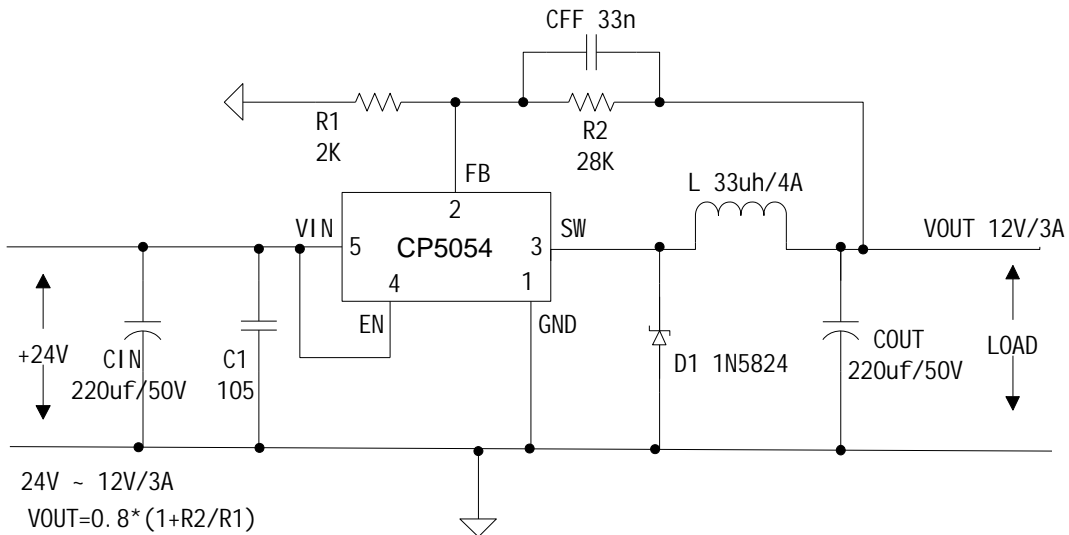 CFF 33n
R1
2K
R2
28K
FB
L 33uh/4A
VIN
2
SW
VOUT 12V/3A
5
CP5054
3
4
1
EN
GND
+24V
CIN
220uf/50V
C1
105
D1 1N5824
COUT
220uf/50V
LOAD
24V ~ 12V/3A
VOUT=0.8*(1+R2/R1)